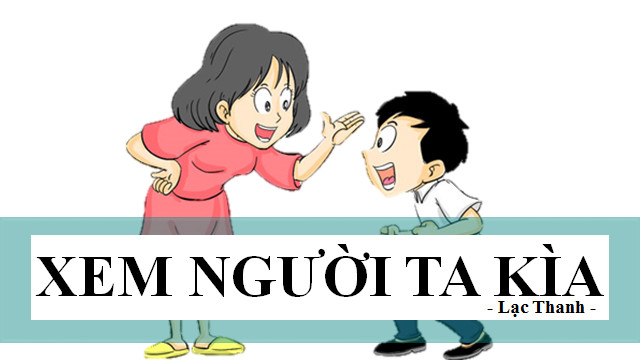 XEM NGƯỜI TA KÌA
- Lạc Thanh -